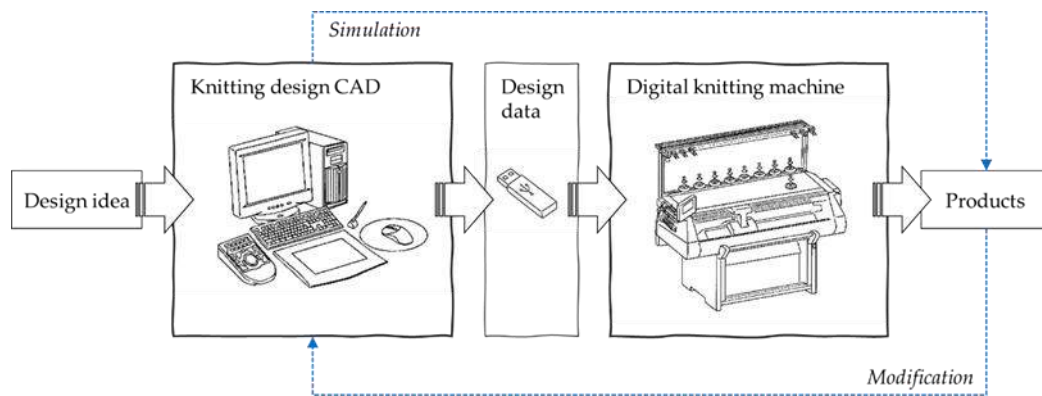 Simulation
Knitting design CAD
Design
data
Digital knitting machine
Design idea
Products
Modification